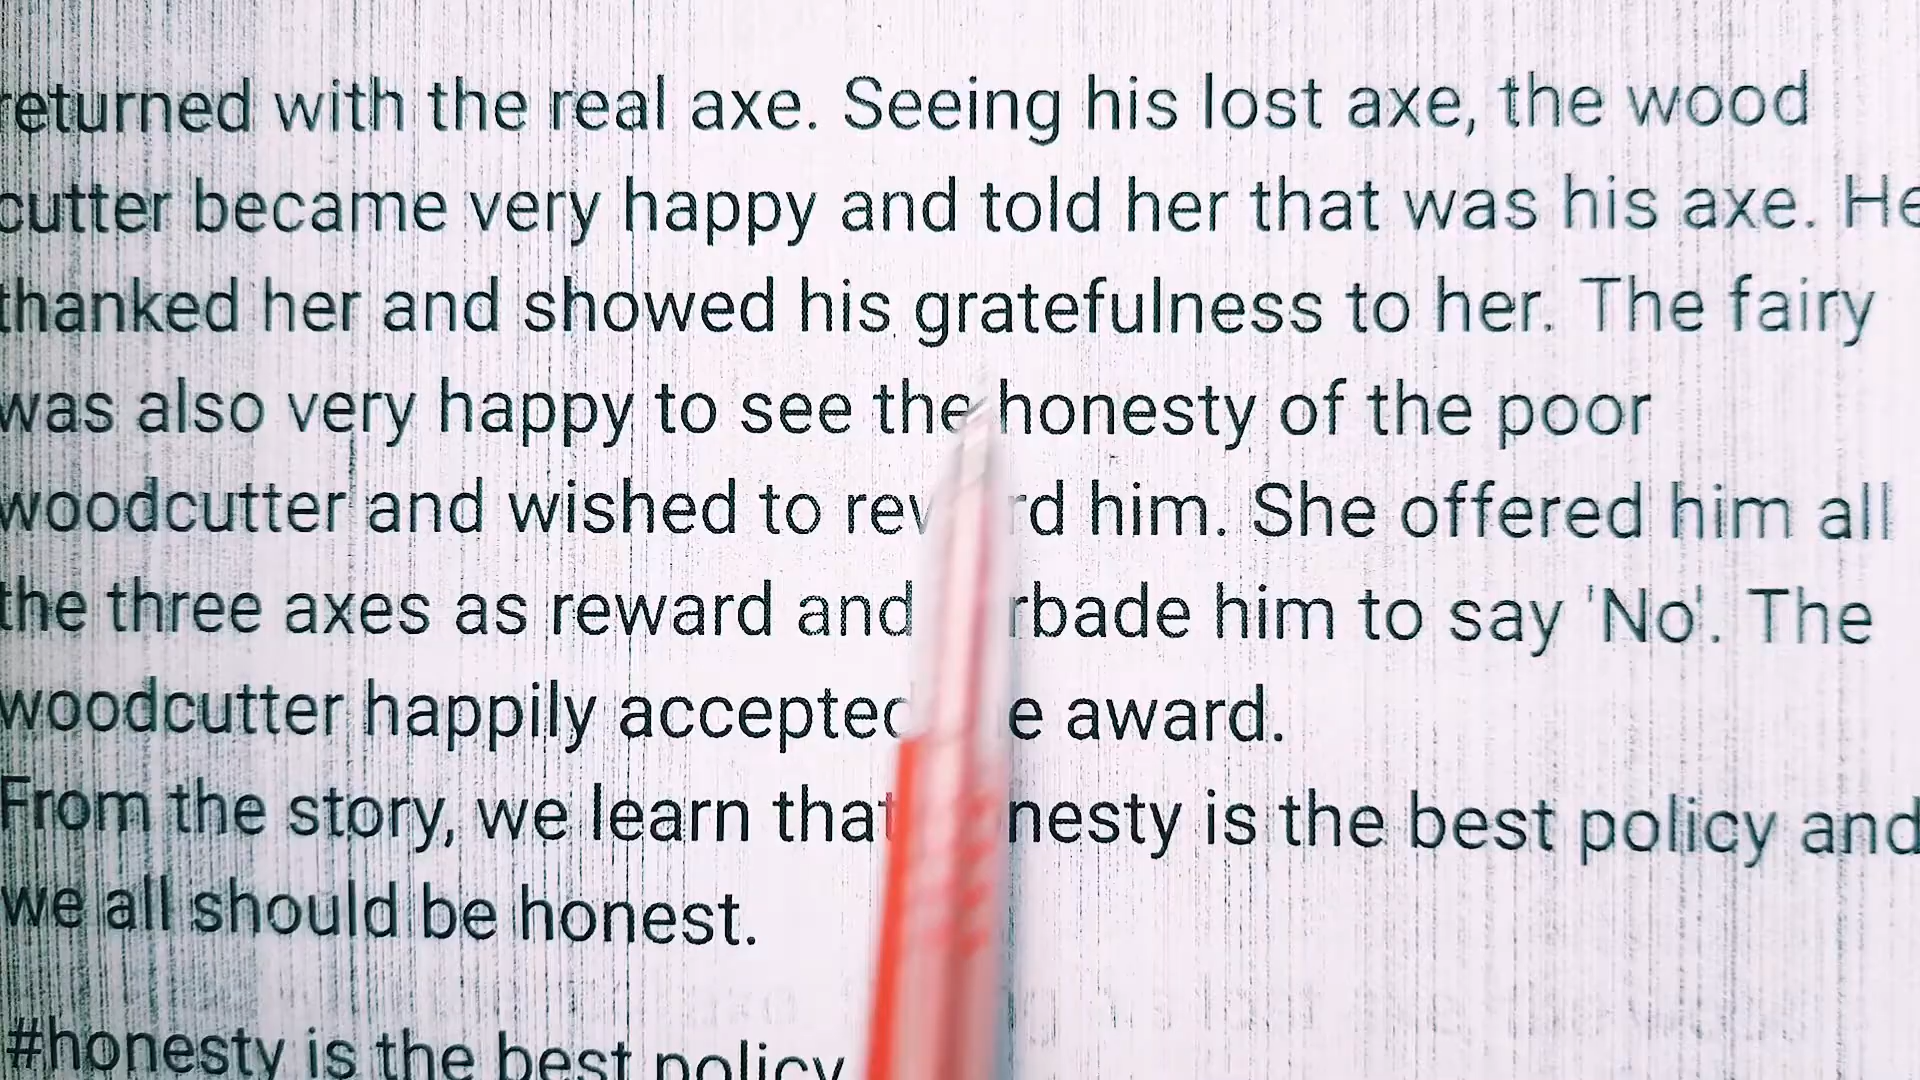 returned with the real axe. Seeing his lost axe, the wood
cutter became very happy and told her that was his axe. He
thanked her and showed his gratefulness to her. The fairy
was also very happy to see the honesty of the poor
woodcutter and wished to him. She offered him all
the three axes as reward and him to say 'No'. The
woodcutter happily accepted award.
From the story, we learn that is the best policy and
we all should be honest.
#honesty is the best policy